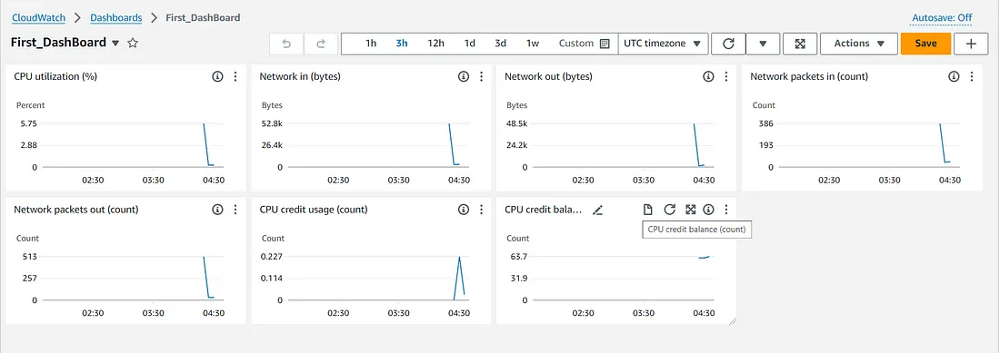 CloudWatch > Dashboards > First_DashBoard
Autosave: Off
First_DashBoard
1h 3h 12h 1d 3d 1w Custom UTC timezone Actions Save
CPU utilization (%)
Percent
5.75
2.88
0
02:30 03:30 04:30
Network in (bytes)
Bytes
52.8k
26.4k
0
02:30 03:30 04:30
Network out (bytes)
Bytes
48.5k
24.2k
0
02:30 03:30 04:30
Network packets in (count)
Count
386
193
0
02:30 03:30 04:30
Network packets out (count)
Count
513
257
0
02:30 03:30 04:30
CPU credit usage (count)
Count
0.227
0.114
0
02:30 03:30 04:30
CPU credit bala...
CPU credit balance (count)
Count
63.7
31.9
0
02:30 03:30 04:30